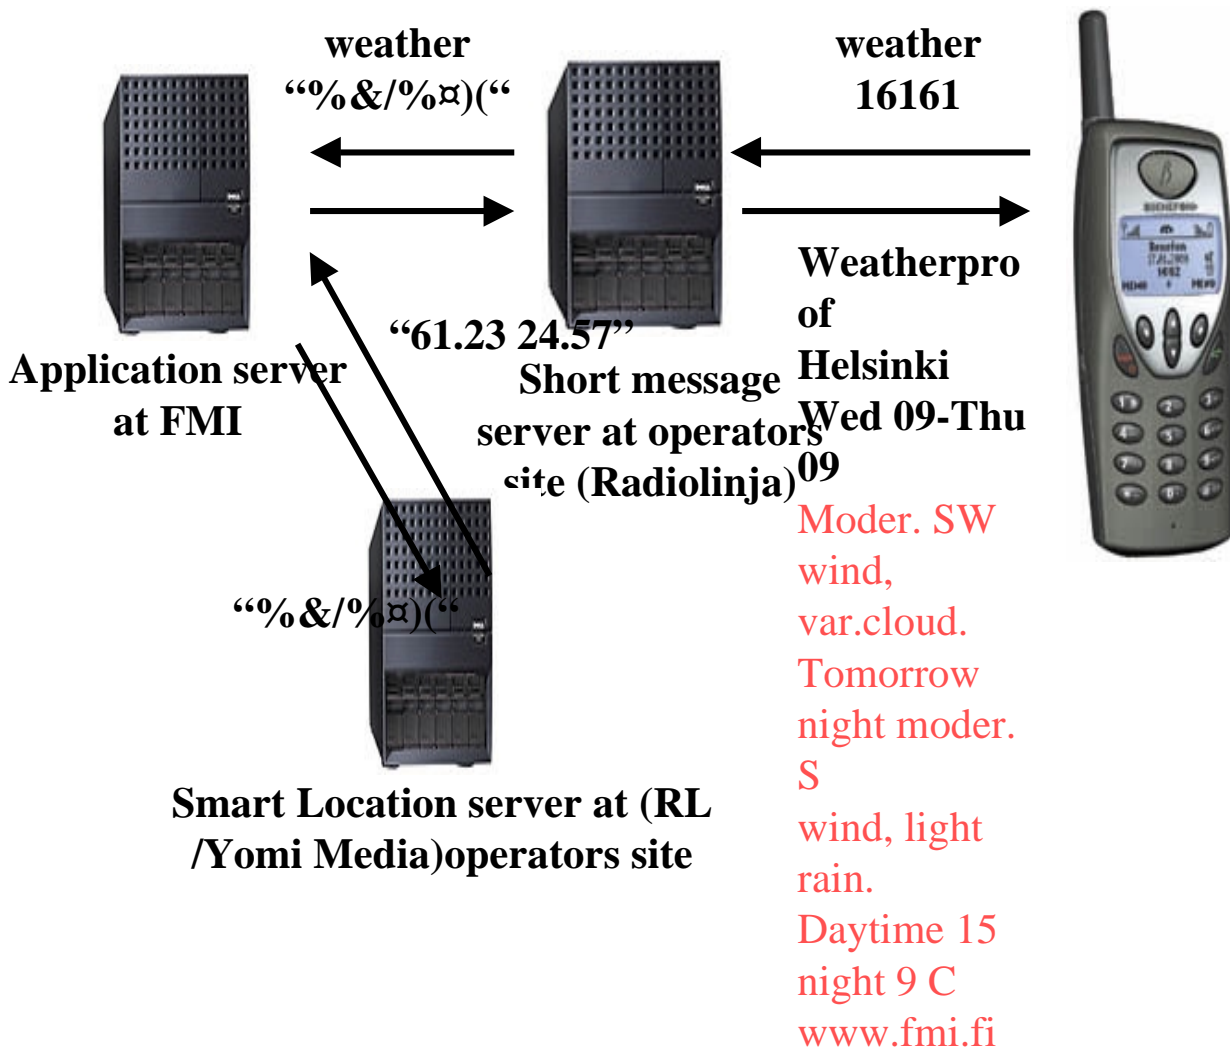 weather
“%&/%¤)(“
weather
16161
“61.23 24.57”
Application server
at FMI
Short message
server at operators
site (Radiolinja)
Weatherpro
of
Helsinki
Wed 09-Thu
09
Moder. SW
wind,
var.cloud.
Tomorrow
night moder.
S
wind, light
rain.
Daytime 15
night 9 C
www.fmi.fi
“%&/%¤)(“
Smart Location server at (RL
/Yomi Media)operators site